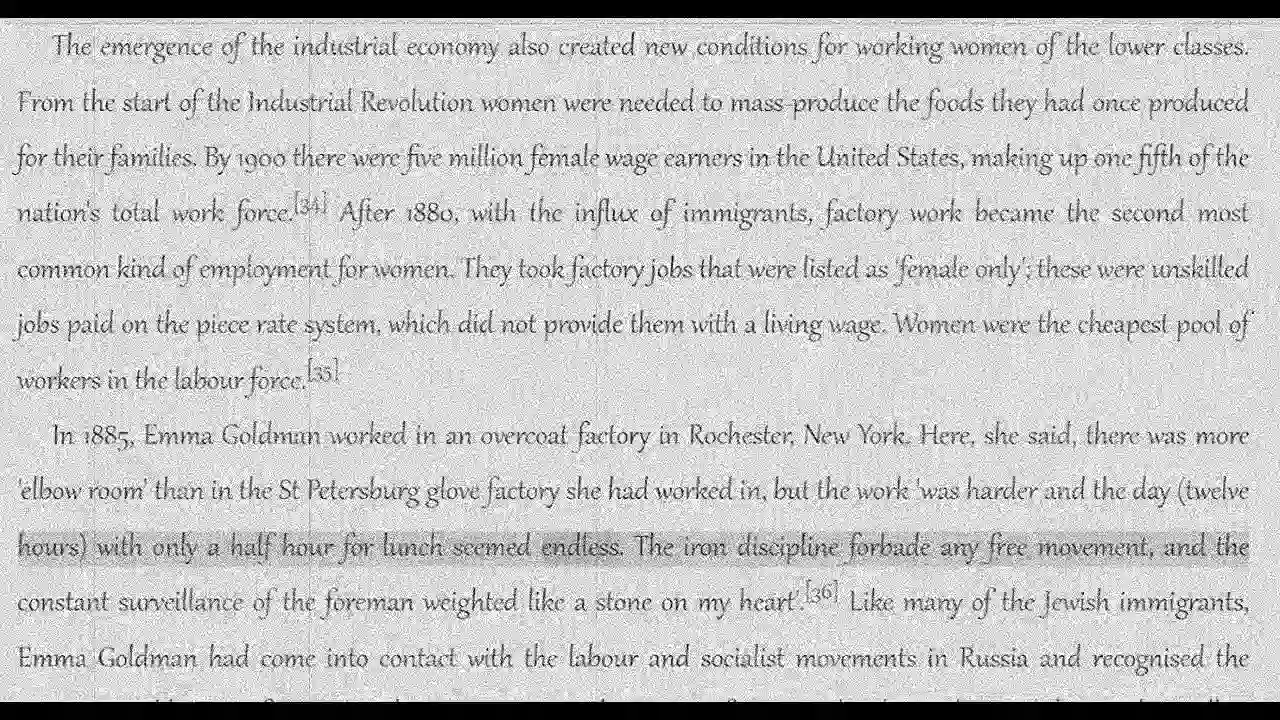 The emergence of the industrial economy also created new conditions for working women of the lower classes.
From the start of the Industrial Revolution women were needed to mass-produce the foods they had once produced
for their families. By 1900 there were five million female wage earners in the United States, making up one fifth of the
nation's total work force.[34] After 1880, with the influx of immigrants, factory work became the second most
common kind of employment for women. They took factory jobs that were listed as 'female only'; these were unskilled
jobs paid on the piece rate system, which did not provide them with a living wage. Women were the cheapest pool of
workers in the labour force.[35]
In 1885, Emma Goldman worked in an overcoat factory in Rochester, New York. Here, she said, there was more
'elbow room' than in the St Petersburg glove factory she had worked in, but the work 'was harder and the day (twelve
hours) with only a half hour for lunch seemed endless. The iron discipline forbade any free movement, and the
constant surveillance of the foreman weighted like a stone on my heart'.[36] Like many of the Jewish immigrants,
Emma Goldman had come into contact with the labour and socialist movements in Russia and recognised the